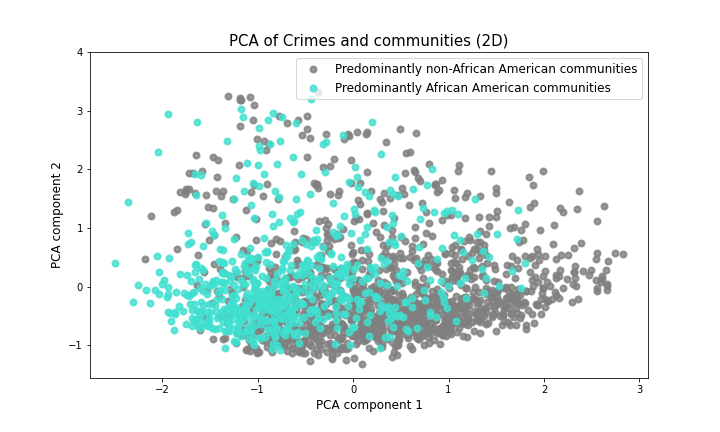 PCA of Crimes and communities (2D)
Predominantly non-African American communities
Predominantly African American communities
PCA component 2
4
3
2
1
0
−1
−2
−1
0
1
2
3
PCA component 1